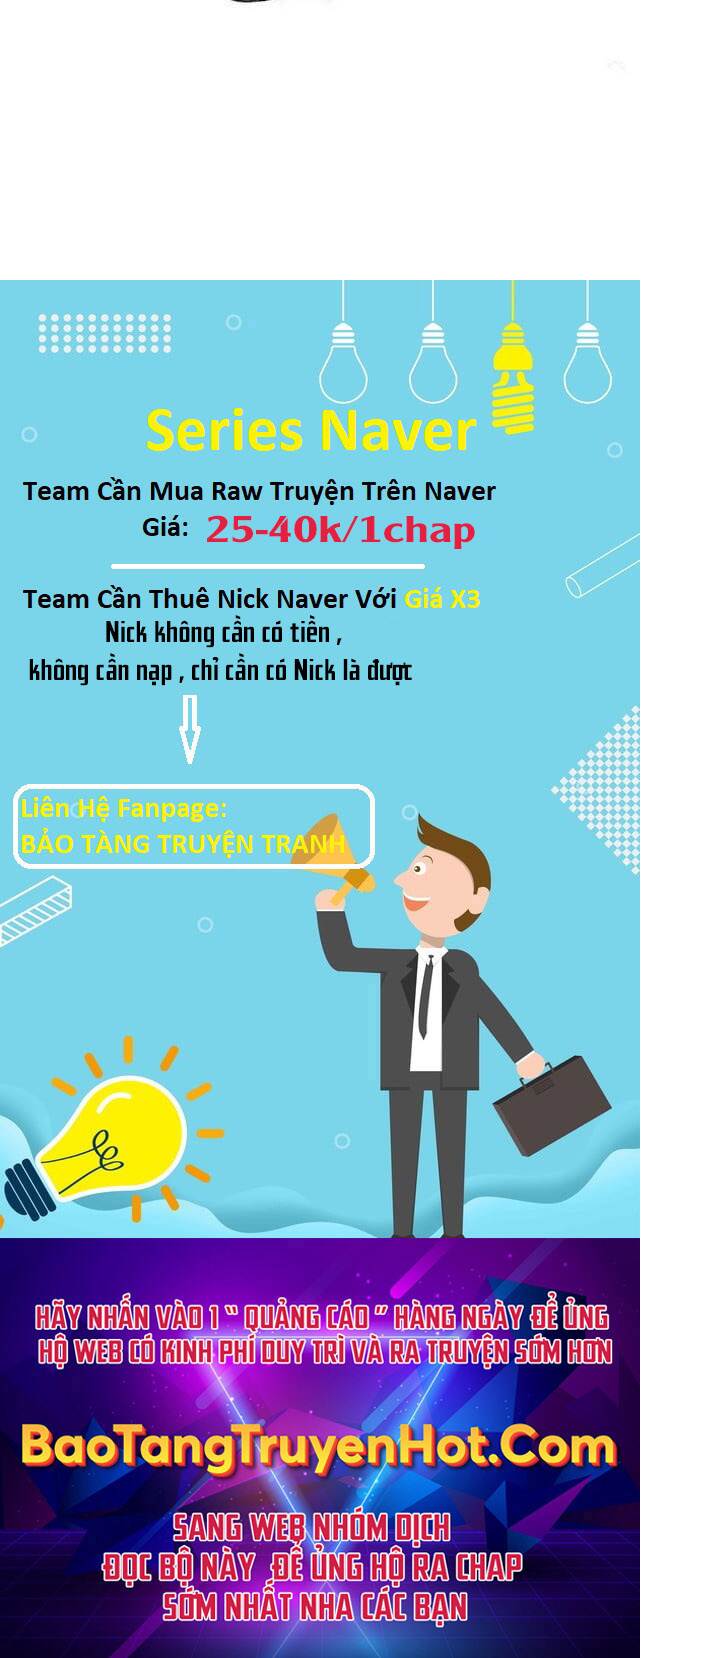 Series Naver
Team Cần Mua Raw Truyện Trên Naver
Giá: 25-40k/1chap
Team Cần Thuê Nick Naver Với Giá X3
Nick không cần có tiền ,
không cần nạp , chỉ cần có Nick là được
Liên Hệ Fanpage:
BẢO TÀNG TRUYỆN TRANH
HÃY NHẤN VÀO 1 " QUẢNG CÁO " HÀNG NGÀY ĐỂ ỦNG
HỘ WEB CÓ KINH PHÍ DUY TRÌ VÀ RA TRUYỆN SỚM HƠN
BaoTangTruyenHot.Com
SANG WEB NHÓM DỊCH
ĐỌC BỘ NÀY ĐỂ ỦNG HỘ RA CHAP
SỚM NHẤT NHA CÁC BẠN